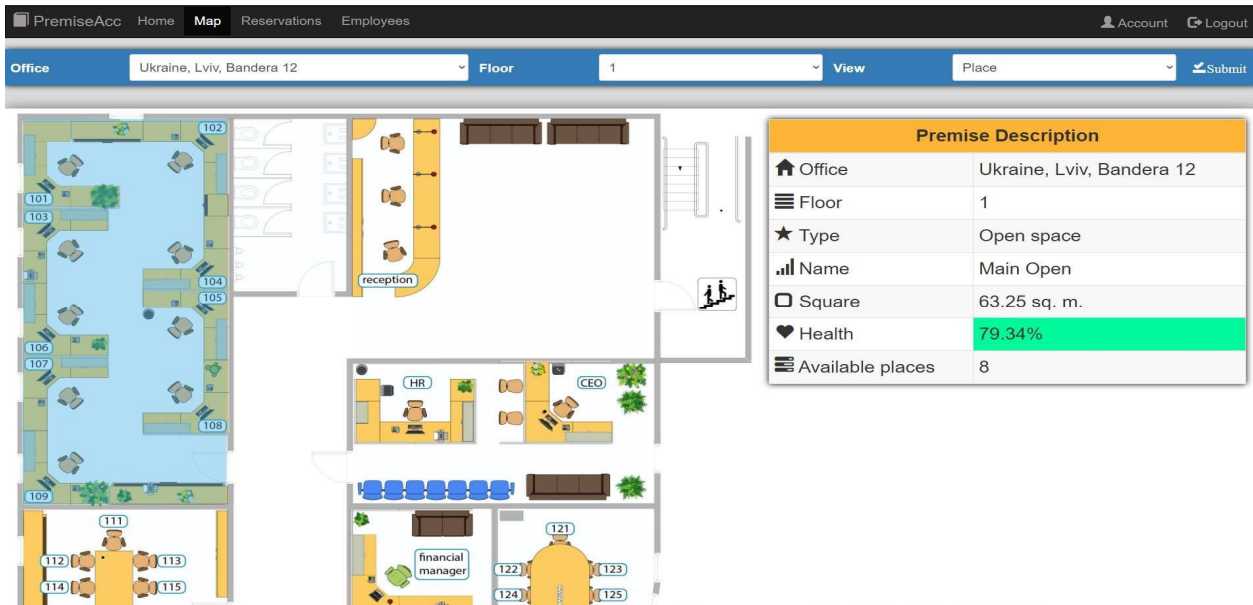 PremiseAcc Home Map Reservations Employees Account Logout
Office Ukraine, Lviv, Bandera 12 Floor 1 View Place Submit
Premise Description
Office Ukraine, Lviv, Bandera 12
Floor 1
Type Open space
Name Main Open
Square 63.25 sq. m.
Health 79.34%
Available places 8
102
101
103
reception
104
105
106
107
HR
CEO
108
109
111
121
112
113
financial
manager
122
123
114
115
124
125